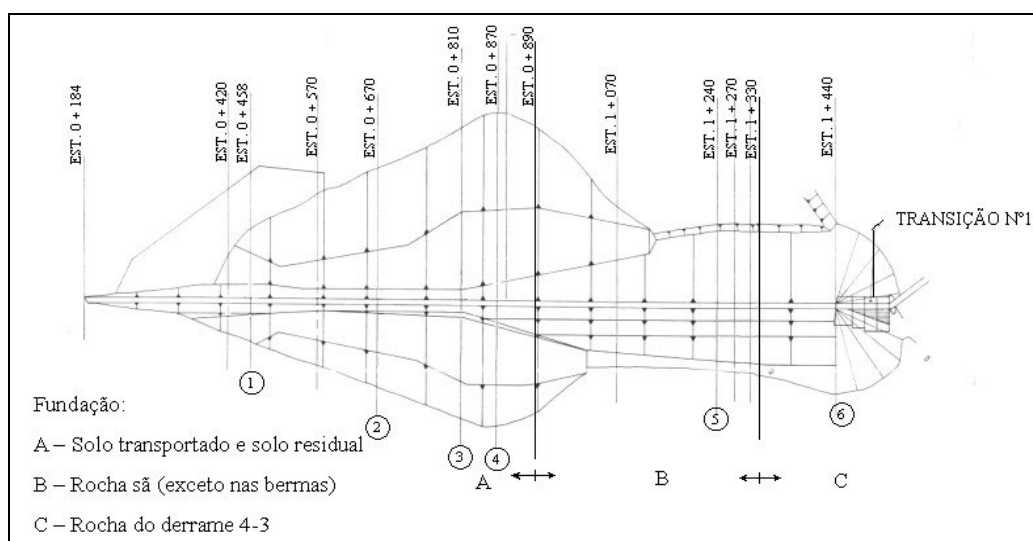 EST. 0 + 184
EST. 0 + 420
EST. 0 + 458
EST. 0 + 570
EST. 0 + 670
EST. 0 + 810
EST. 0 + 870
EST. 0 + 890
EST. 1 + 070
EST. 1 + 240
EST. 1 + 270
EST. 1 + 330
EST. 1 + 440
TRANSIÇÃO Nº1
1
2
3
4
5
6
A
B
C
Fundação:
A – Solo transportado e solo residual
B – Rocha sã (exceto nas bermas)
C – Rocha do derrame 4-3